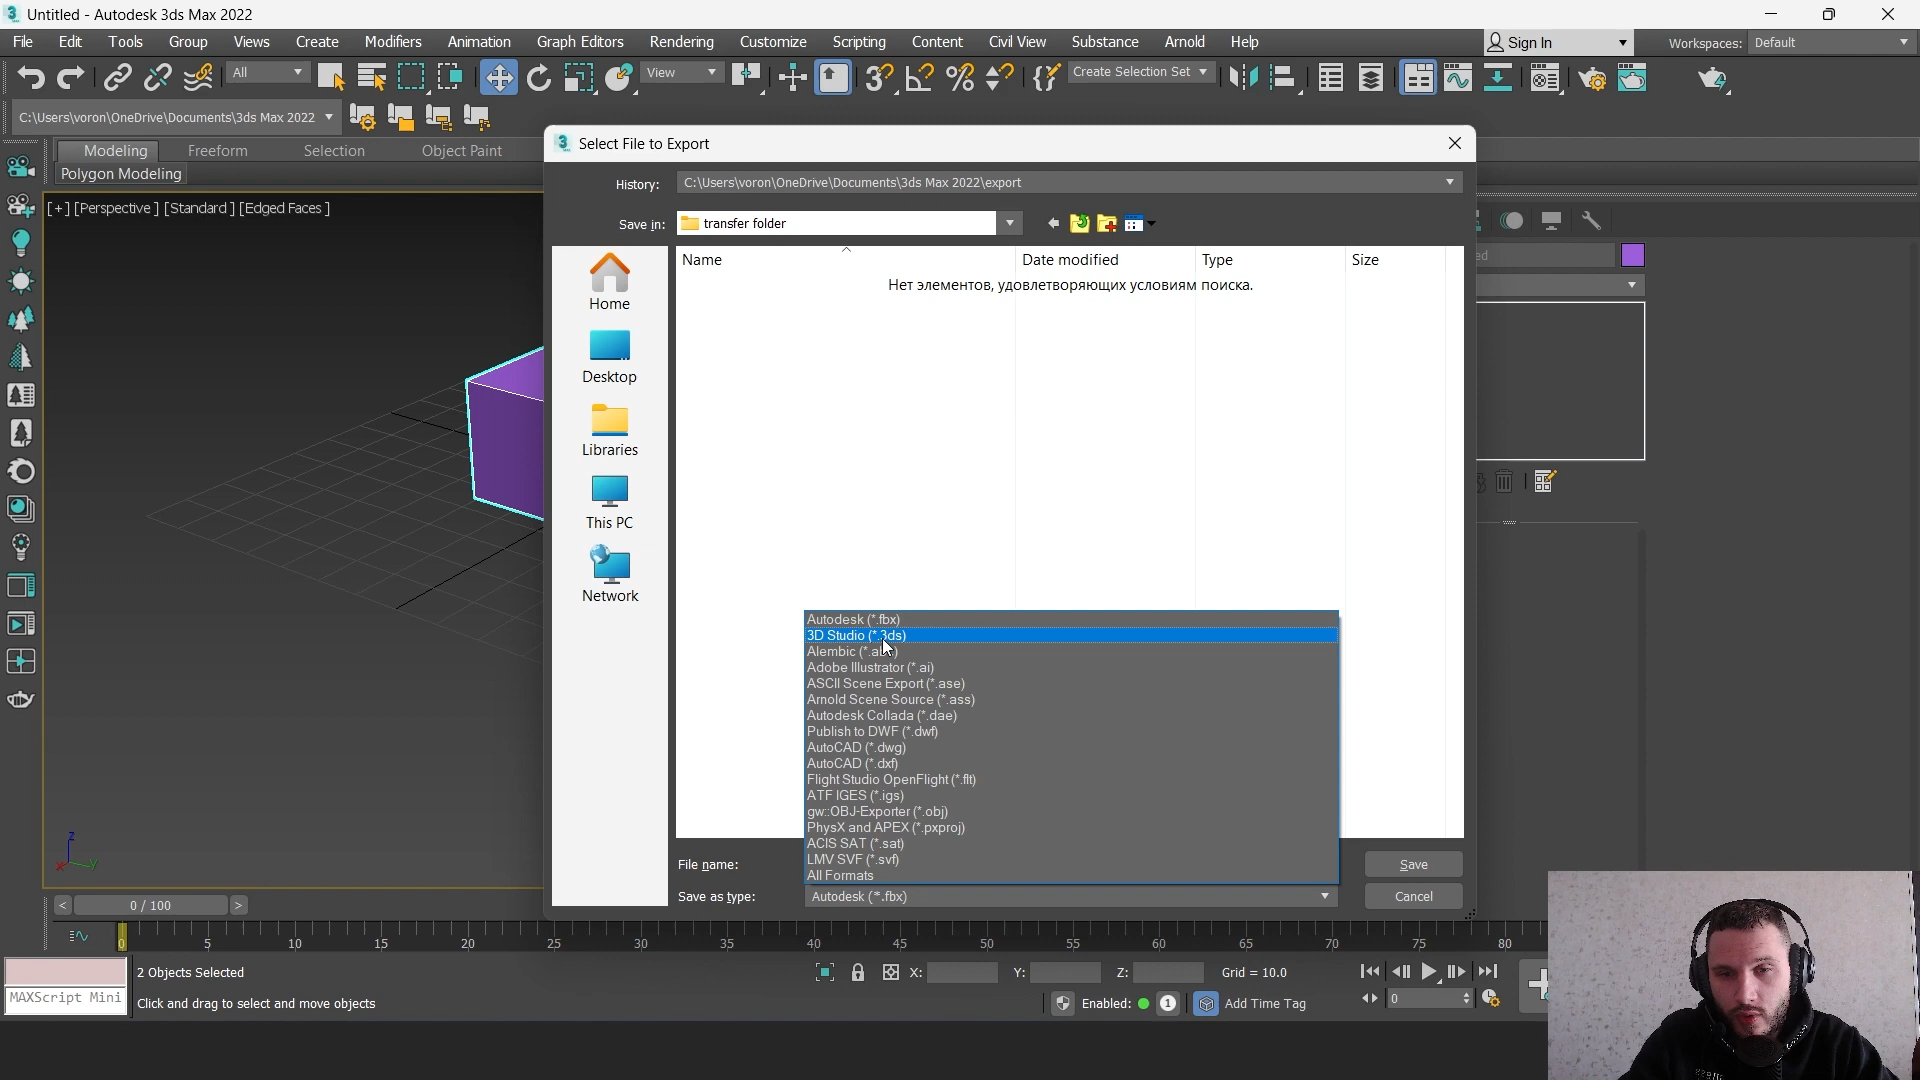 Untitled - Autodesk 3ds Max 2022
File Edit Tools Group Views Create Modifiers Animation Graph Editors Rendering Customize Scripting Content Civil View Substance Arnold Help
Sign In
Workspaces: Default
All
View
Create Selection Set
C:\Users\voron\OneDrive\Documents\3ds Max 2022
Modeling Freeform Selection Object Paint
Polygon Modeling
[+] [Perspective ] [Standard ] [Edged Faces ]
Select File to Export
History: C:\Users\voron\OneDrive\Documents\3ds Max 2022\export
Save in: transfer folder
Name Date modified Type Size
Нет элементов, удовлетворяющих условиям поиска.
Home
Desktop
Libraries
This PC
Network
Autodesk (*.fbx)
3D Studio (*.3ds)
Alembic
Adobe Illustrator (*.ai)
ASCII Scene Export (*.ase)
Arnold Scene Source (*.ass)
Autodesk Collada (*.dae)
Publish to DWF (*.dwf)
AutoCAD (*.dwg)
AutoCAD (*.dxf)
Flight Studio OpenFlight (*.flt)
ATF IGES (*.igs)
gw::OBJ-Exporter (*.obj)
PhysX and APEX (*.pxproj)
ACIS SAT (*.sat)
LMV SVF (*.svf)
All Formats
File name: Save
Save as type: Autodesk (*.fbx) Cancel
z
x y
< 0 / 100 >
0 5 10 15 20 25 30 35 40 45 50 55 60 65 70 75 80
2 Objects Selected
X: Y: Z: Grid = 10.0
MAXScript Mini
Click and drag to select and move objects
Enabled: 1 Add Time Tag
0